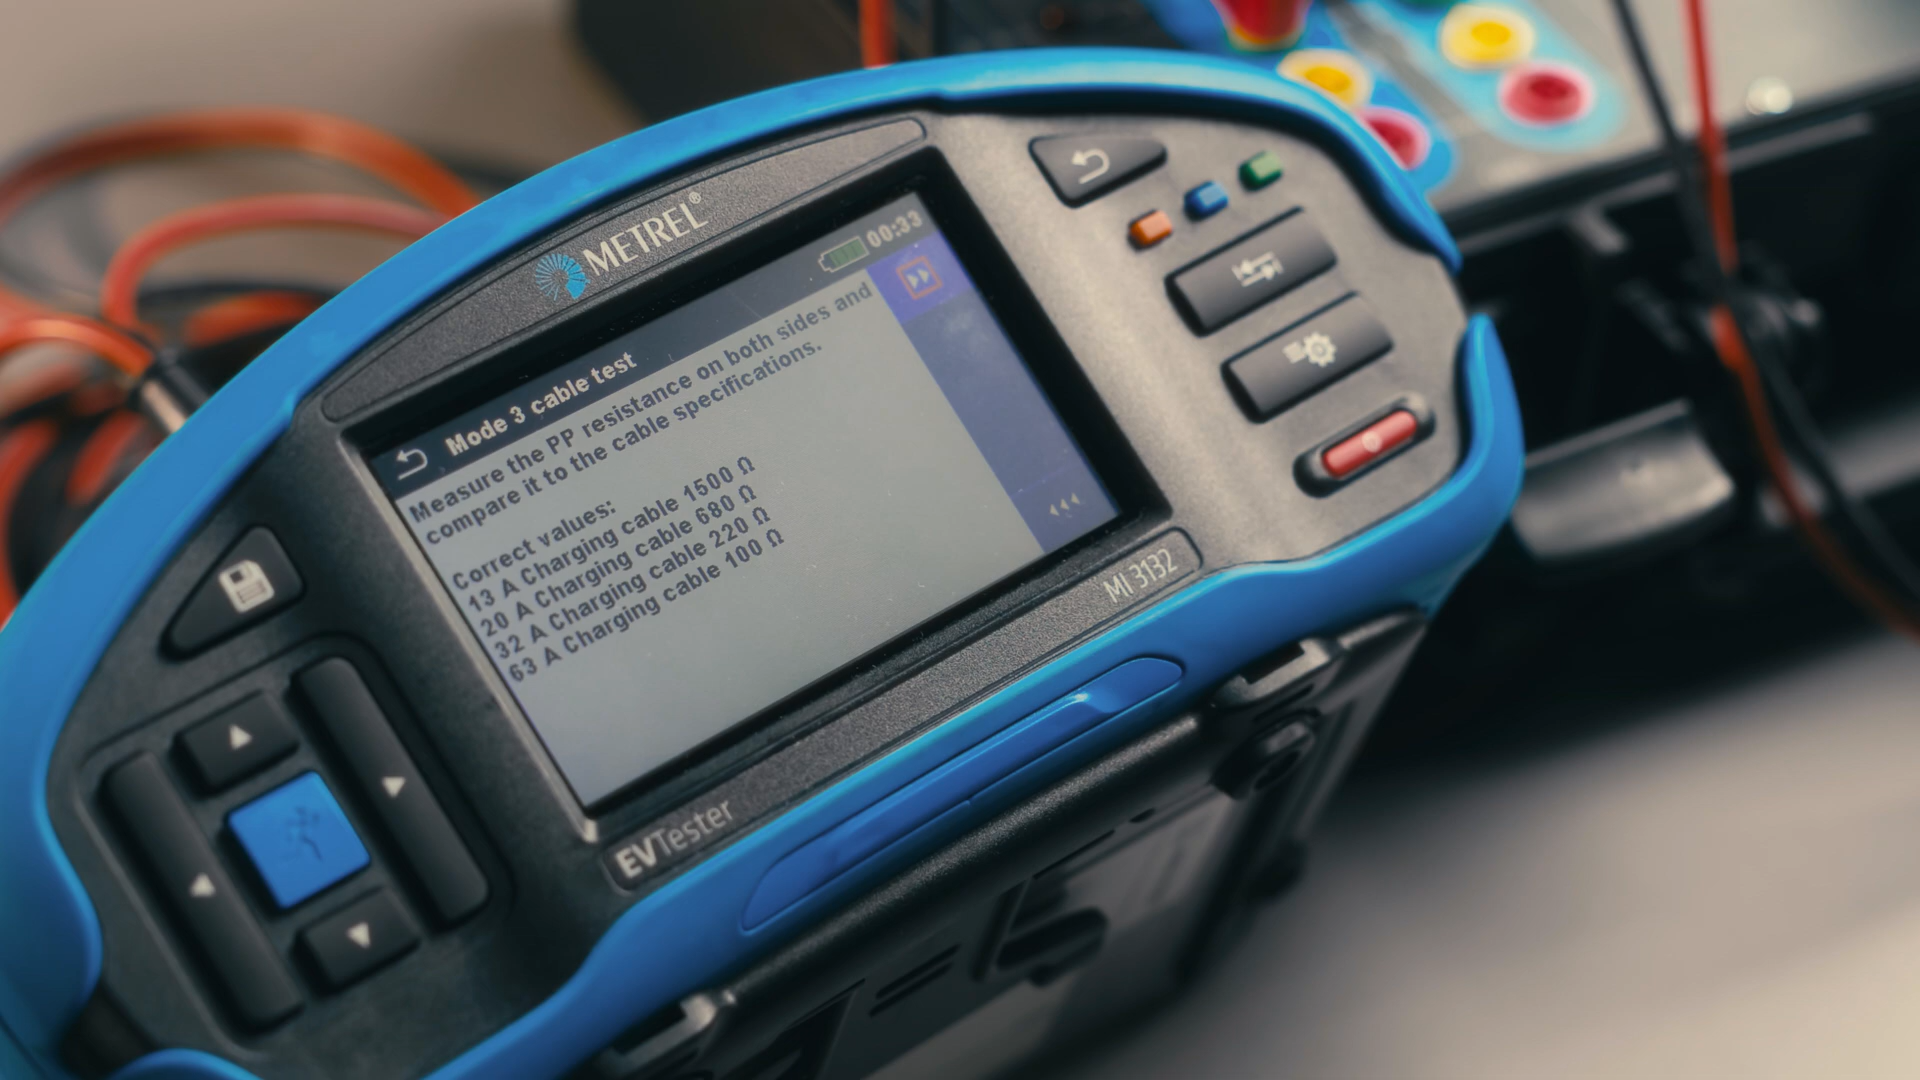 METREL®
00:33
Mode 3 cable test
Measure the PP resistance on both sides and
compare it to the cable specifications.
Correct values:
13 A Charging cable 1500 Ω
20 A Charging cable 680 Ω
32 A Charging cable 220 Ω
63 A Charging cable 100 Ω
MI 3132
EVTester